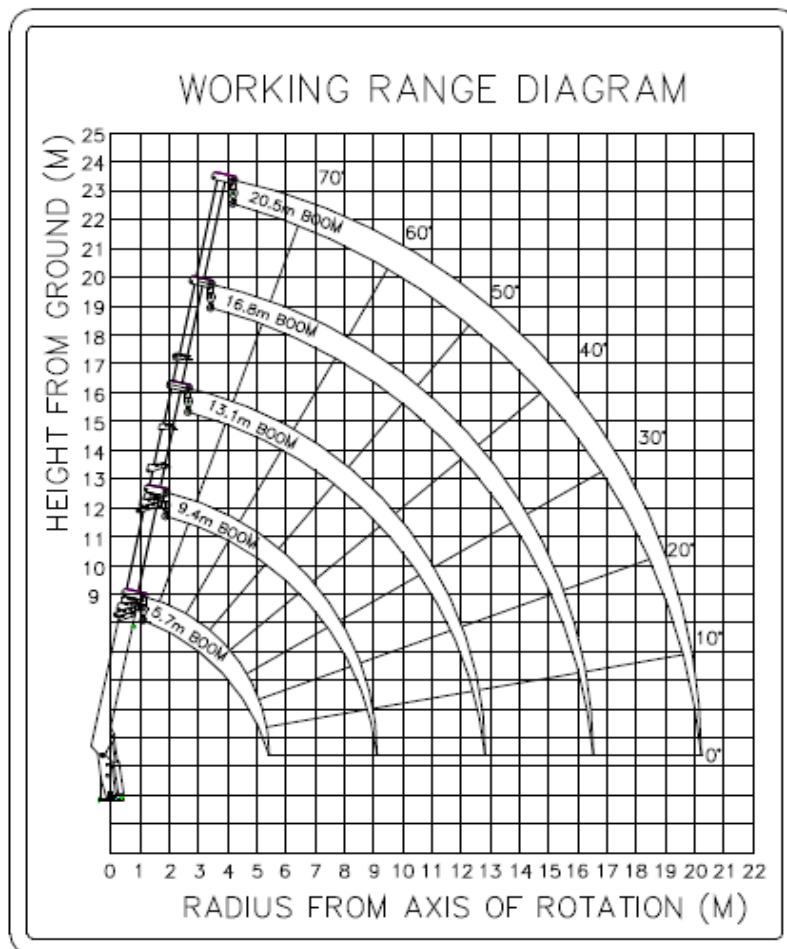 WORKING RANGE DIAGRAM
HEIGHT FROM GROUND (M)
25
24
23
22
21
20
19
18
17
16
15
14
13
12
11
10
9
20.5m BOOM
16.8m BOOM
13.1m BOOM
9.4m BOOM
5.7m BOOM
70°
60°
50°
40°
30°
20°
10°
0°
0 1 2 3 4 5 6 7 8 9 10 11 12 13 14 15 16 17 18 19 20 21 22
RADIUS FROM AXIS OF ROTATION (M)